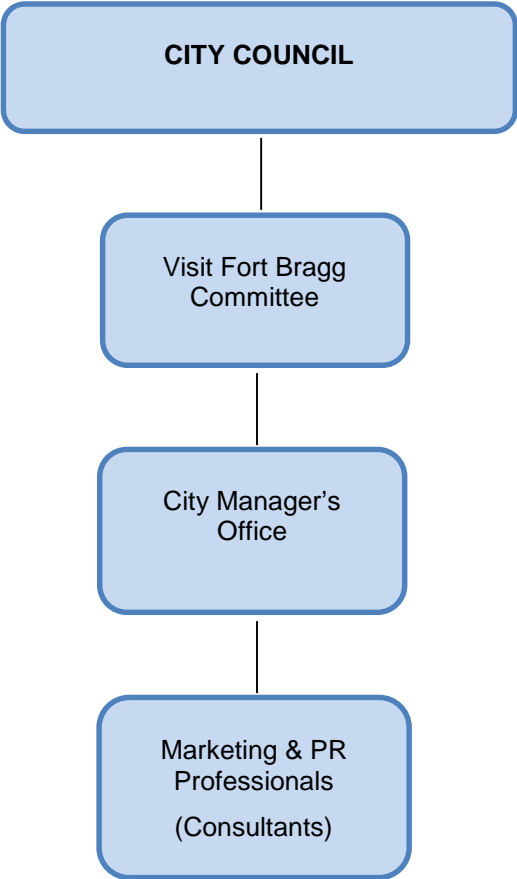 CITY COUNCIL
Visit Fort Bragg
Committee
City Manager’s
Office
Marketing & PR
Professionals
(Consultants)